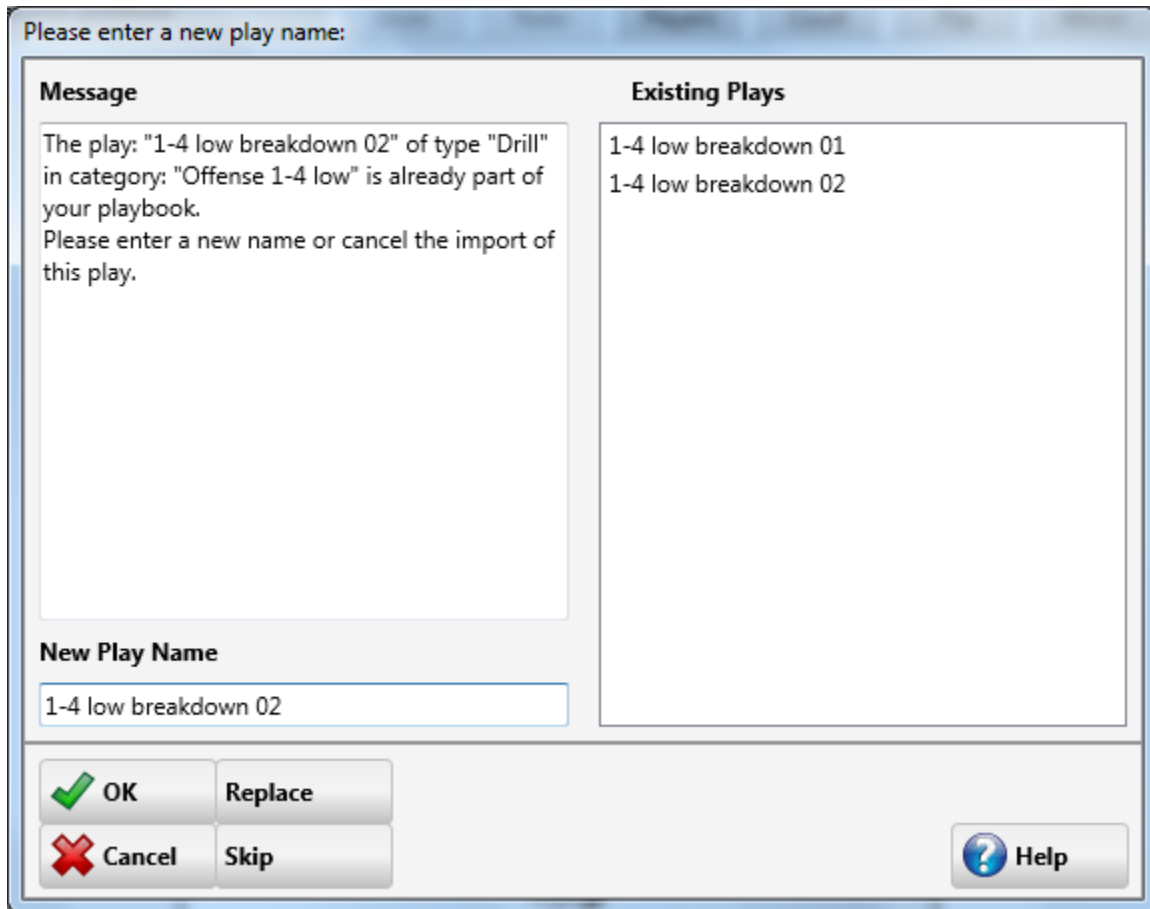 Please enter a new play name:
Message
The play: "1-4 low breakdown 02" of type "Drill"
in category: "Offense 1-4 low" is already part of
your playbook.
Please enter a new name or cancel the import of
this play.
New Play Name
1-4 low breakdown 02
Existing Plays
1-4 low breakdown 01
1-4 low breakdown 02
OK
Replace
Cancel
Skip
Help